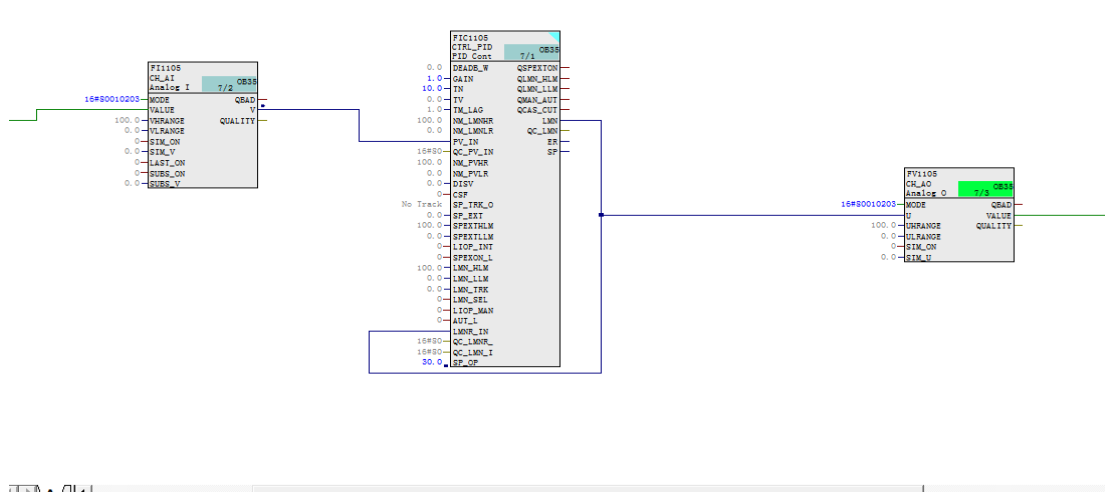 FI1105
CH_AI
Analog I
OB35
7/2
16#80010203 MODE QBAD
VALUE V
100.0 VHRANGE QUALITY
0.0 VLRANGE
0 SIM_ON
0.0 SIM_V
0 LAST_ON
0 SUBS_ON
0.0 SUBS_V
FIC1105
CTRL_PID
PID Cont
OB35
7/1
0.0 DEADB_W QSPEXTON
1.0 GAIN QLMN_HLM
10.0 TN QLMN_LLM
0.0 TV QMAN_AUT
1.0 TM_LAG QCAS_CUT
100.0 NM_LMNHR LMN
0.0 NM_LMNLR QC_LMN
PV_IN ER
16#80 QC_PV_IN SP
100.0 NM_PVHR
0.0 NM_PVLR
0.0 DISV
0 CSF
No Track SP_TRK_O
0.0 SP_EXT
100.0 SPEXTHLM
0.0 SPEXTLLM
0 LIOP_INT
0 SPEXON_L
100.0 LMN_HLM
0.0 LMN_LLM
0.0 LMN_TRK
0 LMN_SEL
0 LIOP_MAN
0 AUT_L
LMNR_IN
16#80 QC_LMNR_
16#80 QC_LMN_I
30.0 SP_OP
FV1105
CH_AO
Analog O
OB35
7/3
16#80010203 MODE QBAD
U VALUE
100.0 UHRANGE QUALITY
0.0 ULRANGE
0 SIM_ON
0.0 SIM_U